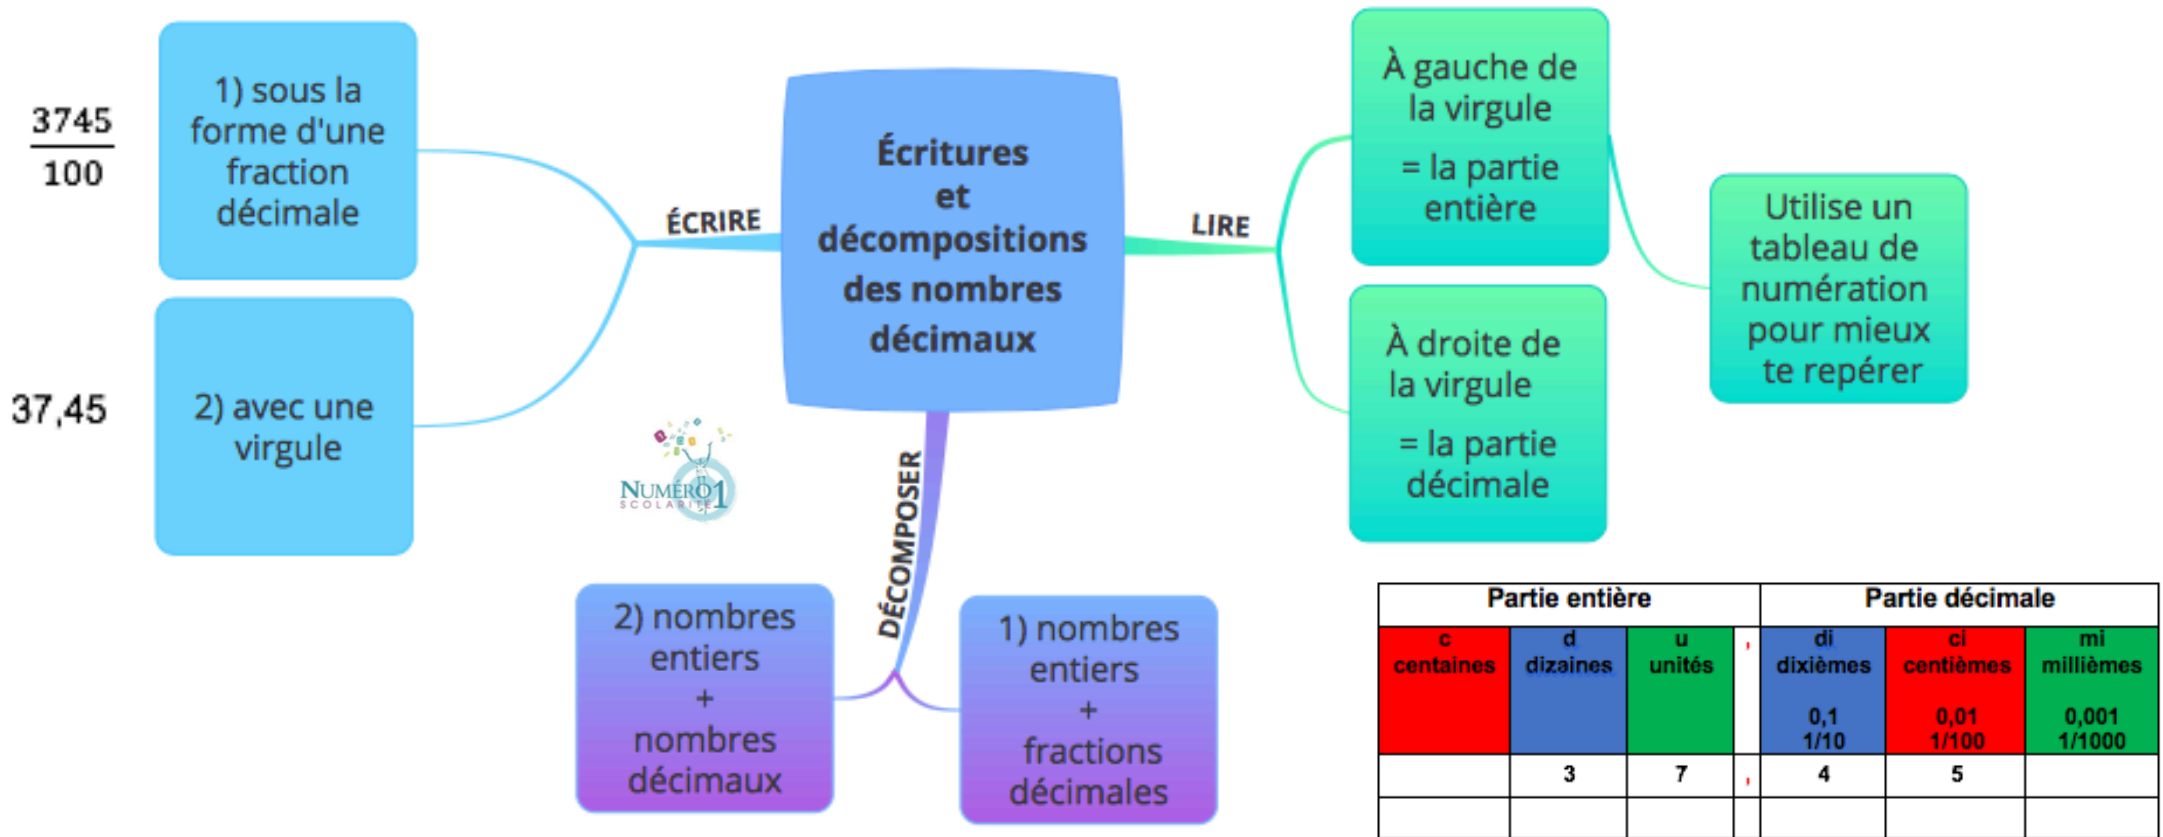 3745
100
1) sous la
forme d'une
fraction
décimale
37,45
2) avec une
virgule
ÉCRIRE
Écritures
et
décompositions
des nombres
décimaux
LIRE
À gauche de
la virgule
= la partie
entière
Utilise un
tableau de
numération
pour mieux
te repérer
À droite de
la virgule
= la partie
décimale
NUMÉRO1
SCOLARITÉ
DÉCOMPOSER
2) nombres
entiers
+
nombres
décimaux
1) nombres
entiers
+
fractions
décimales
Partie entière Partie décimale
c d u , di ci mi
centaines dizaines unités dixièmes centièmes millièmes
0,1 0,01 0,001
1/10 1/100 1/1000
3 7 , 4 5